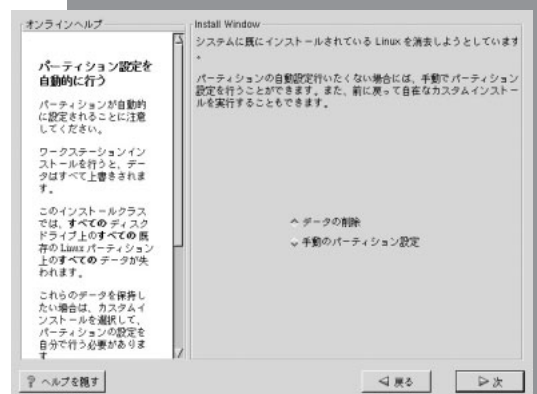 オンラインヘルプ
パーティション設定を
自動的に行う
パーティションが自動的
に設定されることに注意
してください。
ワークステーションイン
ストールを行うと、デー
タはすべて上書きされま
す。
このインストールクラス
では、すべての ディスク
ドライブ上のすべての 既
存の Linux パーティション
上のすべての データが失
われます。
これらのデータを保持し
たい場合は、カスタムイ
ンストールを選択して、
パーティションの設定を
自分で行う必要がありま
す
Install Window
システムに既にインストールされている Linux を消去しようとしています
。
パーティションの自動設定行いたくない場合には、手動でパーティション
設定を行うことができます。また、前に戻って自在なカスタムインストー
ルを実行することもできます。
データの削除
手動のパーティション設定
? ヘルプを隠す
戻る
次